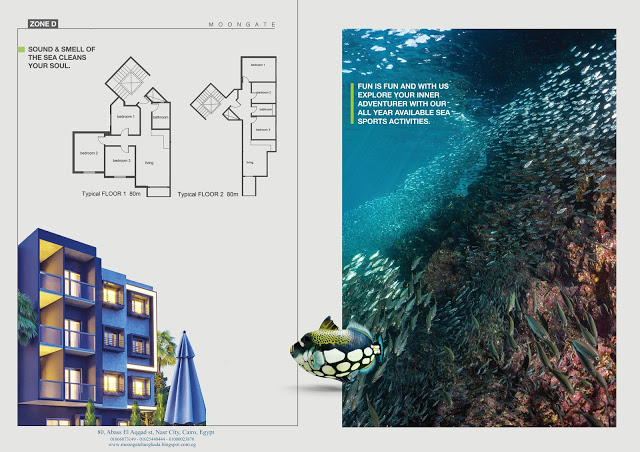 ZONE D
MOONGATE
SOUND & SMELL OF
THE SEA CLEANS
YOUR SOUL.
bedroom 1
bathroom
bedroom 2
bedroom 3
living
Typical FLOOR 1 80m
bedroom 1
bedroom 2
bathroom
bedroom 3
living
Typical FLOOR 2 80m
FUN IS FUN AND WITH US
EXPLORE YOUR INNER
ADVENTURER WITH OUR
ALL YEAR AVAILABLE SEA
SPORTS ACTIVITIES.
80, Abass El Aqqad st, Nasr City, Cairo, Egypt
www.moongatehurghada.blogspot.com.eg